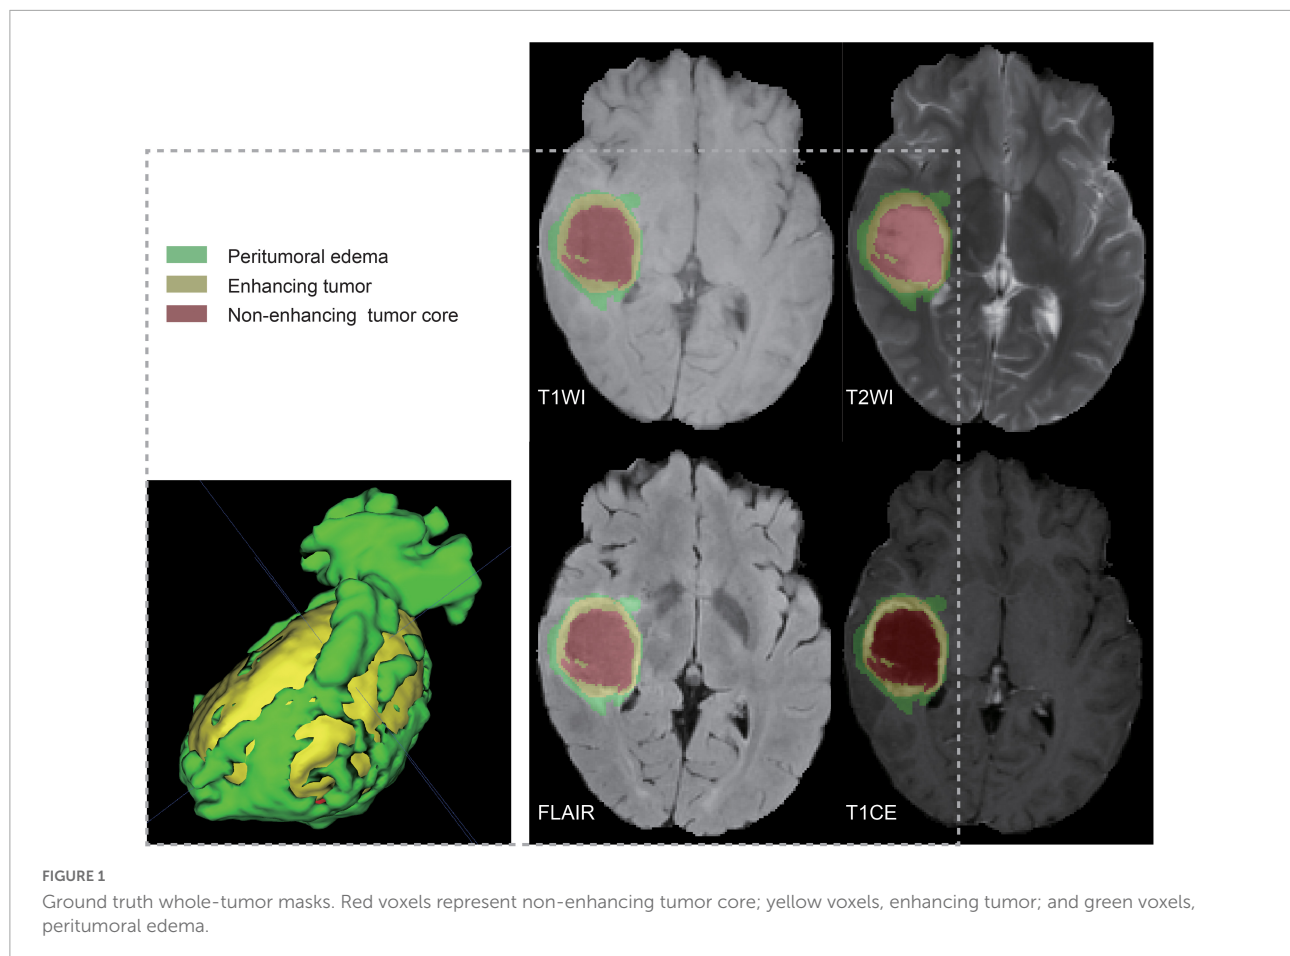 Peritumoral edema
Enhancing tumor
Non-enhancing tumor core
T1WI
T2WI
FLAIR
T1CE
FIGURE 1
Ground truth whole-tumor masks. Red voxels represent non-enhancing tumor core; yellow voxels, enhancing tumor; and green voxels,
peritumoral edema.